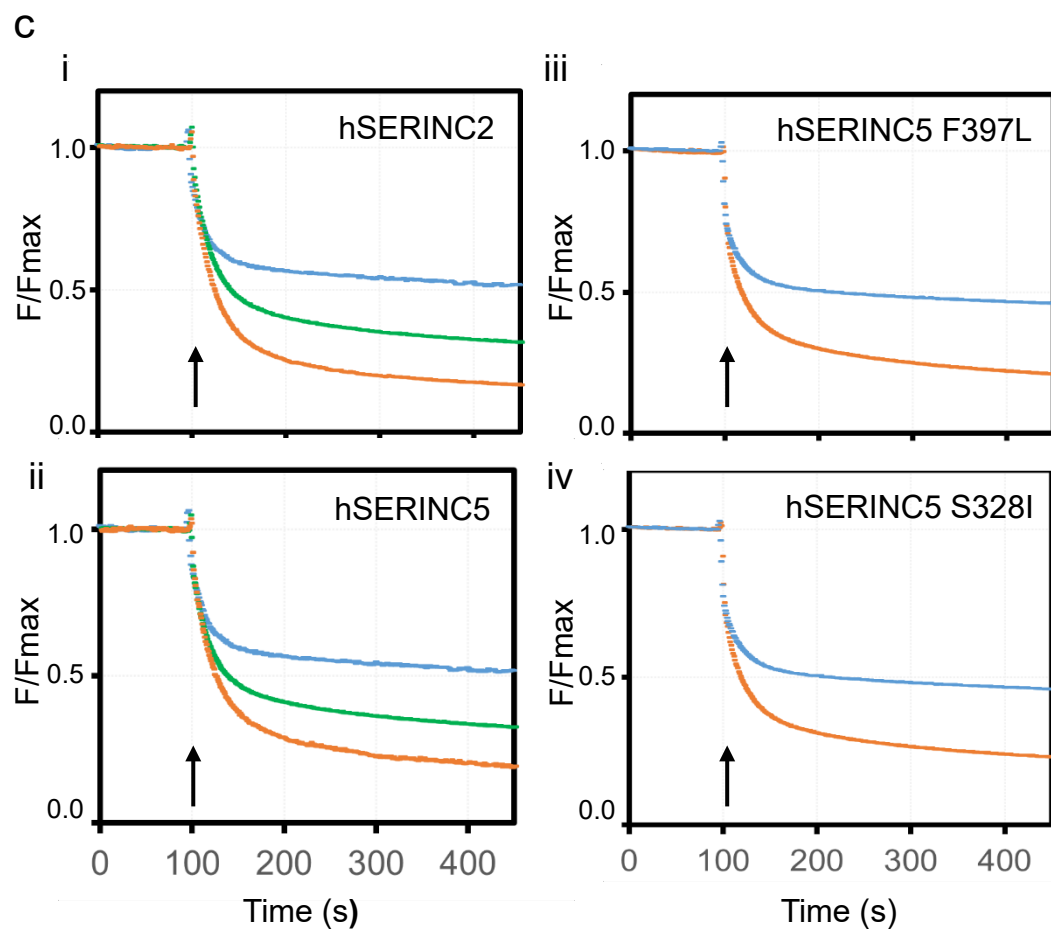 c
i
hSERINC2
F/Fmax
1.0
0.5
0.0
iii
hSERINC5 F397L
F/Fmax
1.0
0.5
0.0
ii
hSERINC5
F/Fmax
1.0
0.5
0.0
0 100 200 300 400
Time (s)
iv
hSERINC5 S328I
F/Fmax
1.0
0.5
0.0
0 100 200 300 400
Time (s)